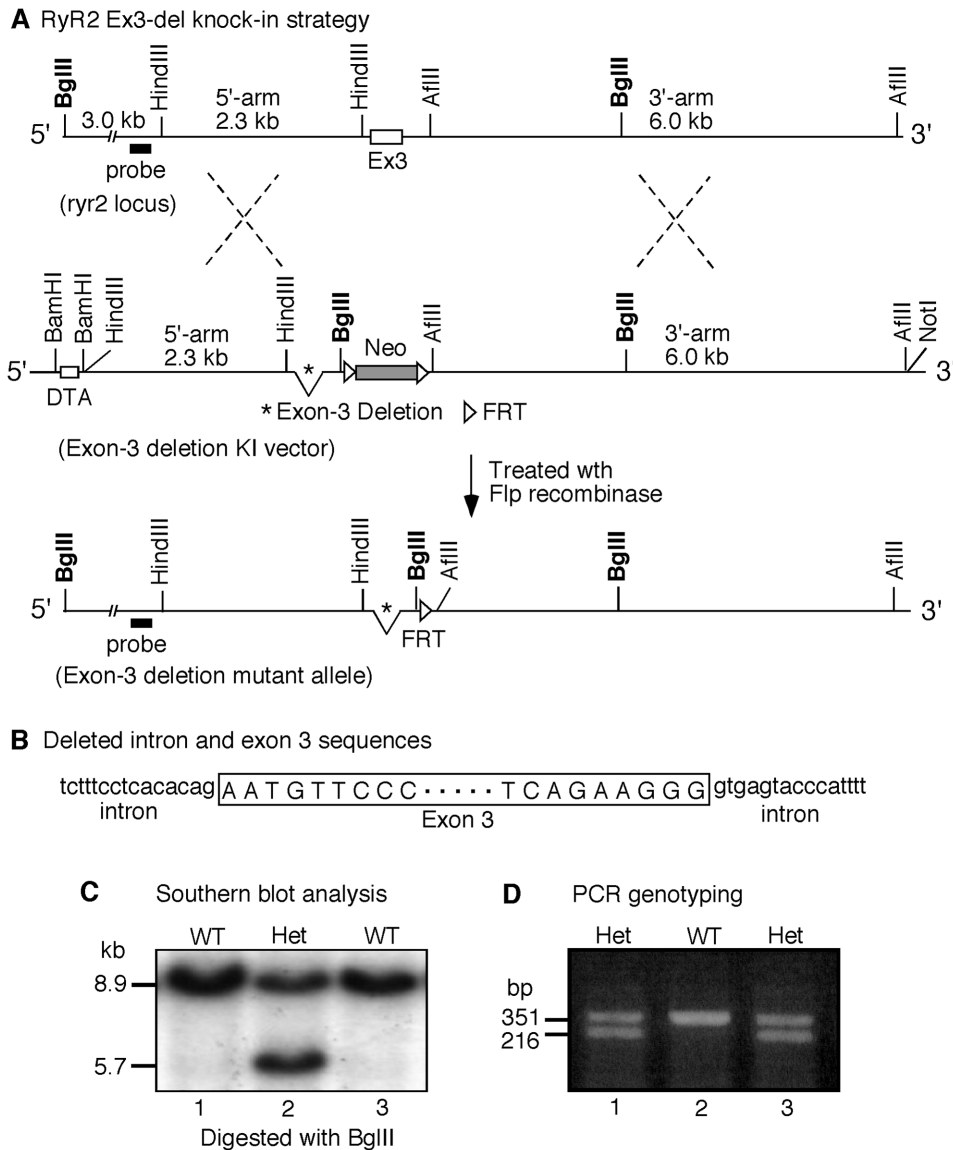 A RyR2 Ex3-del knock-in strategy
BglII HindIII HindIII AflII BglII AflII
5' 3.0 kb 5'-arm 2.3 kb Ex3 3'-arm 6.0 kb 3'
probe
(ryr2 locus)
BamHI BamHI HindIII HindIII BglII AflII BglII AflII NotI
5' DTA 5'-arm 2.3 kb * Neo 3'-arm 6.0 kb 3'
* Exon-3 Deletion FRT
(Exon-3 deletion KI vector)
Treated wth
Flp recombinase
BglII HindIII HindIII BglII AflII BglII AflII
5' * 3'
probe FRT
(Exon-3 deletion mutant allele)
B Deleted intron and exon 3 sequences
tctttcctcacacag AATGTTCCC·····TCAGAAGGG gtgagtacccatttt
intron Exon 3 intron
C Southern blot analysis
WT Het WT
kb
8.9
5.7
1 2 3
Digested with BglII
D PCR genotyping
Het WT Het
bp
351
216
1 2 3